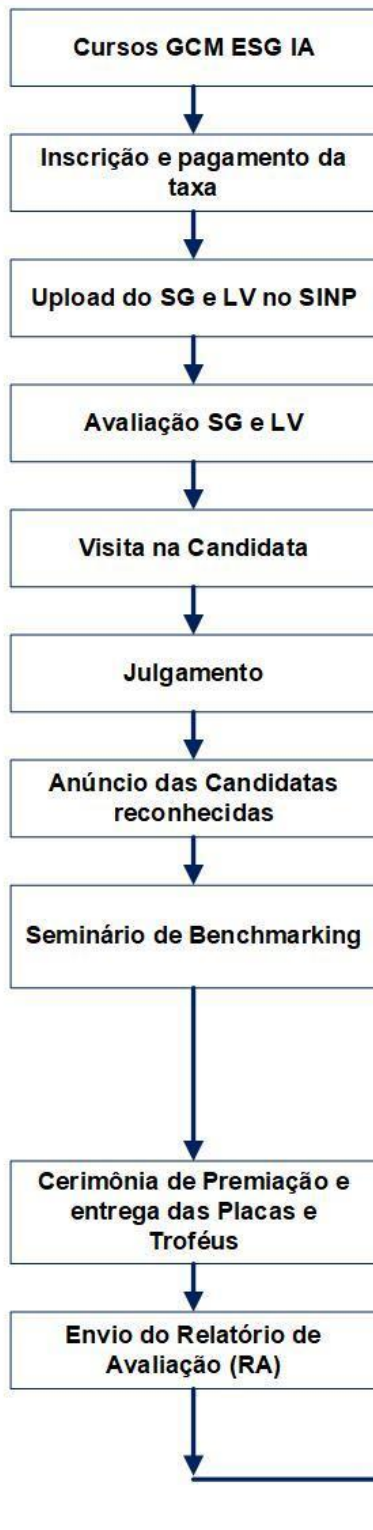 Cursos GCM ESG IA
Inscrição e pagamento da
taxa
Upload do SG e LV no SINP
Avaliação SG e LV
Visita na Candidata
Julgamento
Anúncio das Candidatas
reconhecidas
Seminário de Benchmarking
Cerimônia de Premiação e
entrega das Placas e
Troféus
Envio do Relatório de
Avaliação (RA)